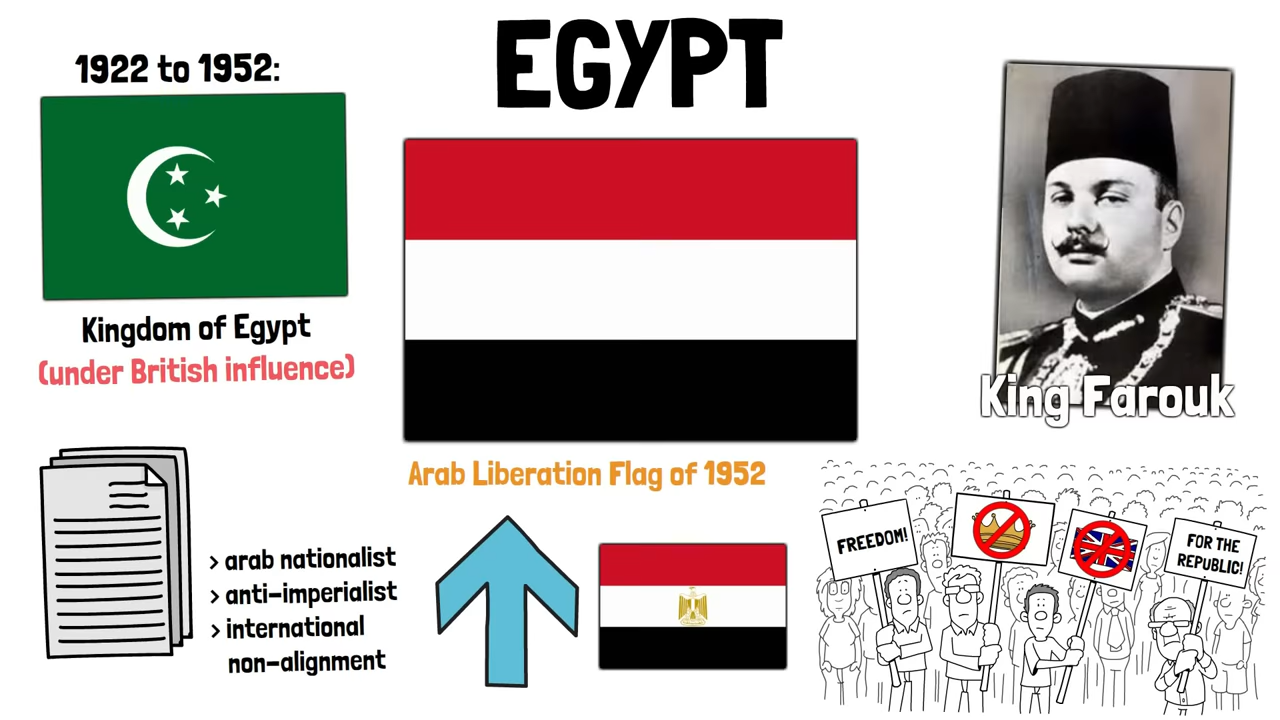 EGYPT
1922 to 1952:
Kingdom of Egypt
(under British influence)
King Farouk
Arab Liberation Flag of 1952
> arab nationalist
> anti-imperialist
> international
non-alignment
FREEDOM!
FOR THE
REPUBLIC!